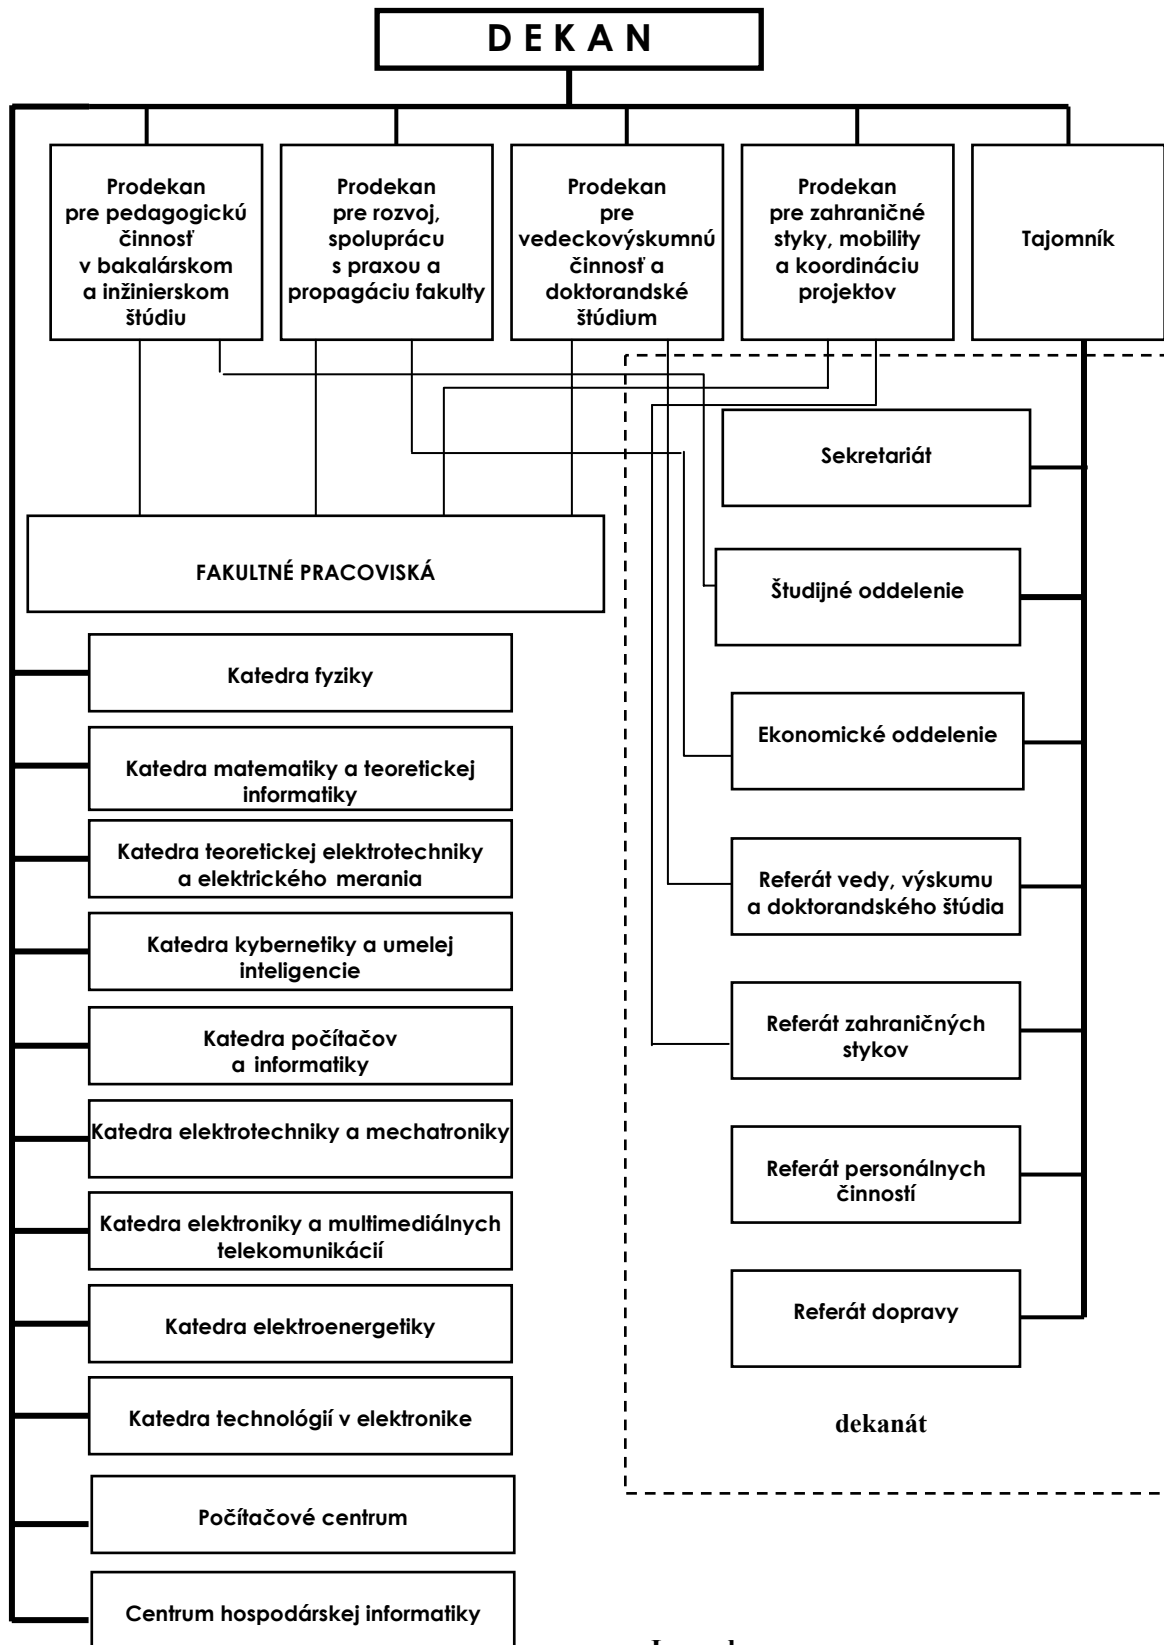 DEKAN
Prodekan
pre pedagogickú
činnosť
v bakalárskom
a inžinierskom
štúdiu
Prodekan
pre rozvoj,
spoluprácu
s praxou a
propagáciu fakulty
Prodekan
pre
vedeckovýskumnú
činnosť a
doktorandské
štúdium
Prodekan
pre zahraničné
styky, mobility
a koordináciu
projektov
Tajomník
Sekretariát
FAKULTNÉ PRACOVISKÁ
Študijné oddelenie
Katedra fyziky
Ekonomické oddelenie
Katedra matematiky a teoretickej
informatiky
Katedra teoretickej elektrotechniky
a elektrického merania
Referát vedy, výskumu
a doktorandského štúdia
Katedra kybernetiky a umelej
inteligencie
Referát zahraničných
stykov
Katedra počítačov
a informatiky
Katedra elektrotechniky a mechatroniky
Referát personálnych
činností
Katedra elektroniky a multimediálnych
telekomunikácií
Referát dopravy
Katedra elektroenergetiky
Katedra technológií v elektronike
dekanát
Počítačové centrum
Centrum hospodárskej informatiky